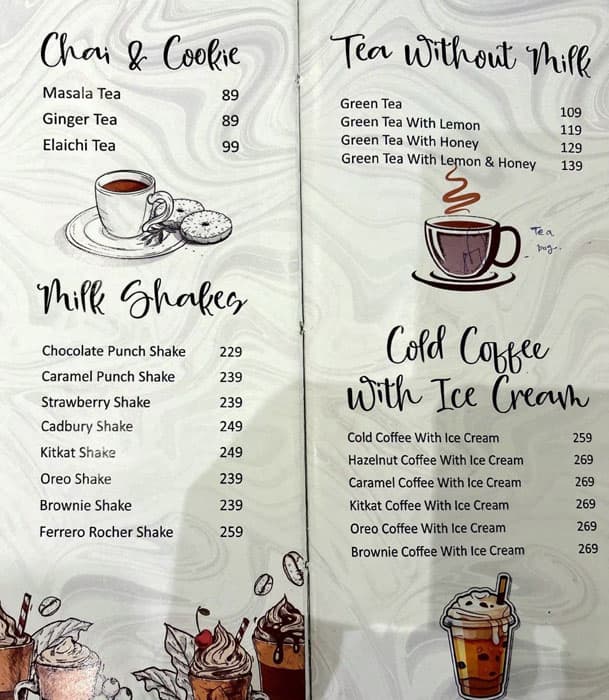 Chai & Cookie
Masala Tea 89
Ginger Tea 89
Elaichi Tea 99
Milk Shakes
Chocolate Punch Shake 229
Caramel Punch Shake 239
Strawberry Shake 239
Cadbury Shake 249
Kitkat Shake 249
Oreo Shake 239
Brownie Shake 239
Ferrero Rocher Shake 259
Tea Without Milk
Green Tea 109
Green Tea With Lemon 119
Green Tea With Honey 129
Green Tea With Lemon & Honey 139
Tea
Cold Coffee
With Ice Cream
Cold Coffee With Ice Cream 259
Hazelnut Coffee With Ice Cream 269
Caramel Coffee With Ice Cream 269
Kitkat Coffee With Ice Cream 269
Oreo Coffee With Ice Cream 269
Brownie Coffee With Ice Cream 269